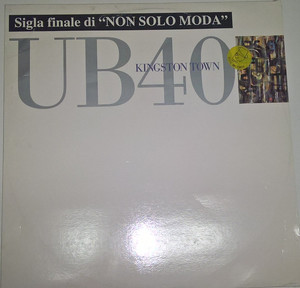 Sigla finale di “NON SOLO MODA”
UB40
KINGSTON TOWN